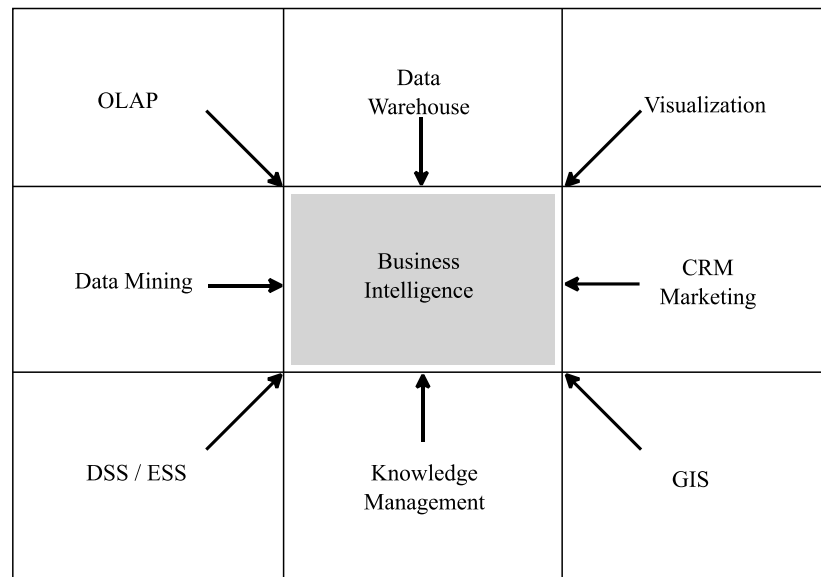 OLAP
Data
Warehouse
Visualization
Data Mining
Business
Intelligence
CRM
Marketing
DSS / ESS
Knowledge
Management
GIS